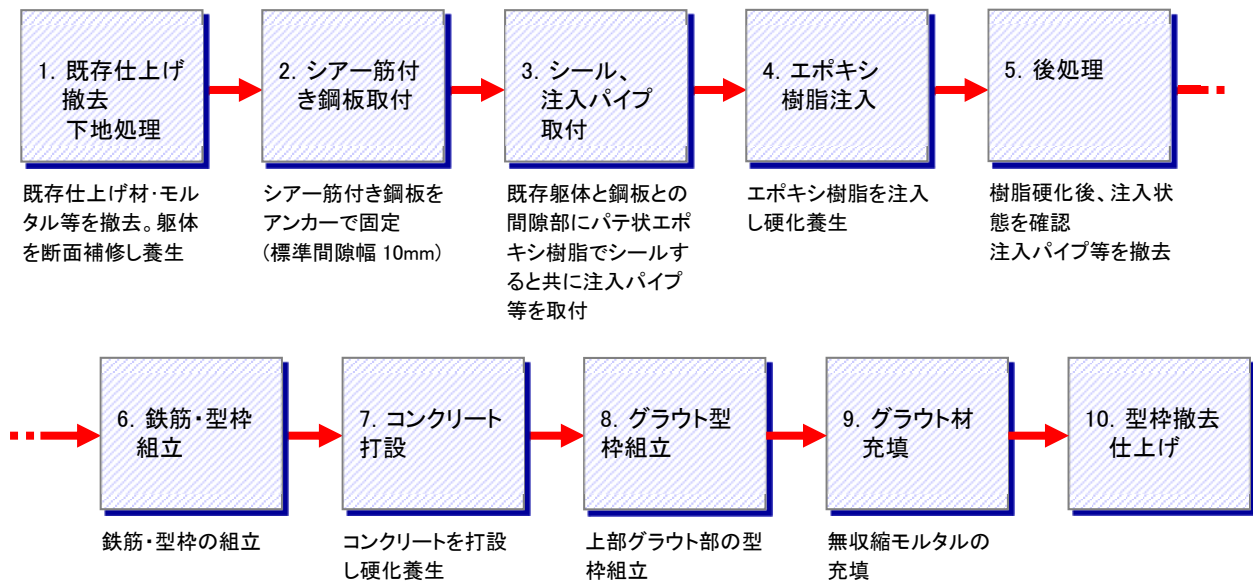 1. 既存仕上げ
撤去
下地処理
2. シアー筋付
き鋼板取付
3. シール、
注入パイプ
取付
4. エポキシ
樹脂注入
5. 後処理
既存仕上げ材・モル
タル等を撤去。躯体
を断面補修し養生
シアー筋付き鋼板を
アンカーで固定
(標準間隙幅 10mm)
既存躯体と鋼板との
間隙部にパテ状エポ
キシ樹脂でシールす
ると共に注入パイプ
等を取付
エポキシ樹脂を注入
し硬化養生
樹脂硬化後、注入状
態を確認
注入パイプ等を撤去
6. 鉄筋・型枠
組立
7. コンクリート
打設
8. グラウト型
枠組立
9. グラウト材
充填
10. 型枠撤去
仕上げ
鉄筋・型枠の組立
コンクリートを打設
し硬化養生
上部グラウト部の型
枠組立
無収縮モルタルの
充填